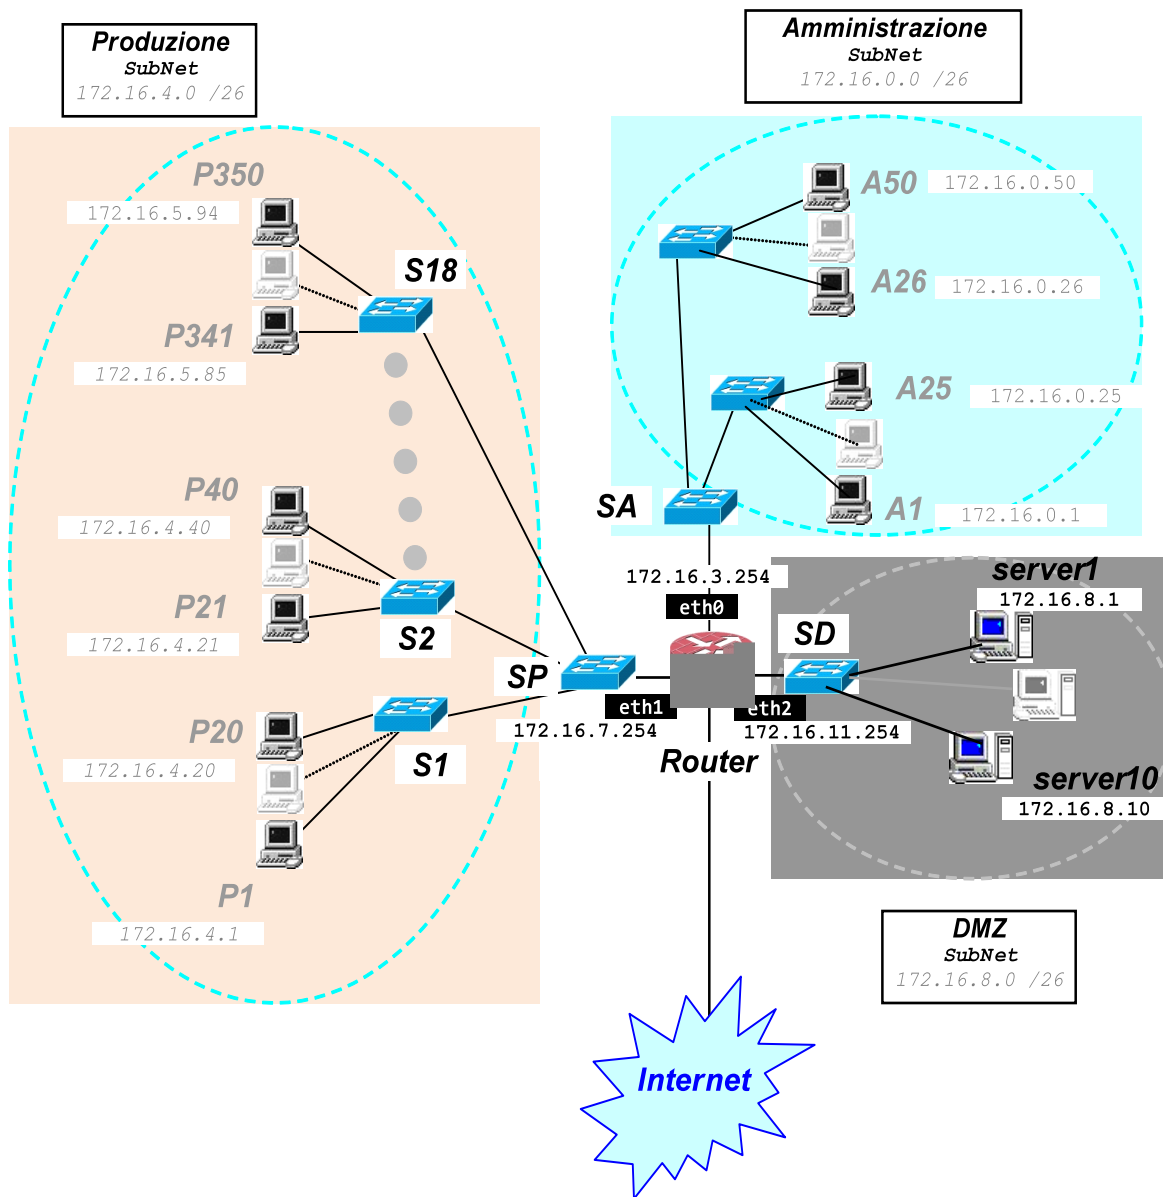 Produzione
SubNet
172.16.4.0 /26
Amministrazione
SubNet
172.16.0.0 /26
P350
172.16.5.94
S18
P341
172.16.5.85
P40
172.16.4.40
P21
172.16.4.21
S2
P20
172.16.4.20
S1
P1
172.16.4.1
A50
172.16.0.50
A26
172.16.0.26
A25
172.16.0.25
SA
A1
172.16.0.1
172.16.3.254
eth0
SP
eth1
172.16.7.254
SD
eth2
172.16.11.254
Router
server1
172.16.8.1
server10
172.16.8.10
DMZ
SubNet
172.16.8.0 /26
Internet